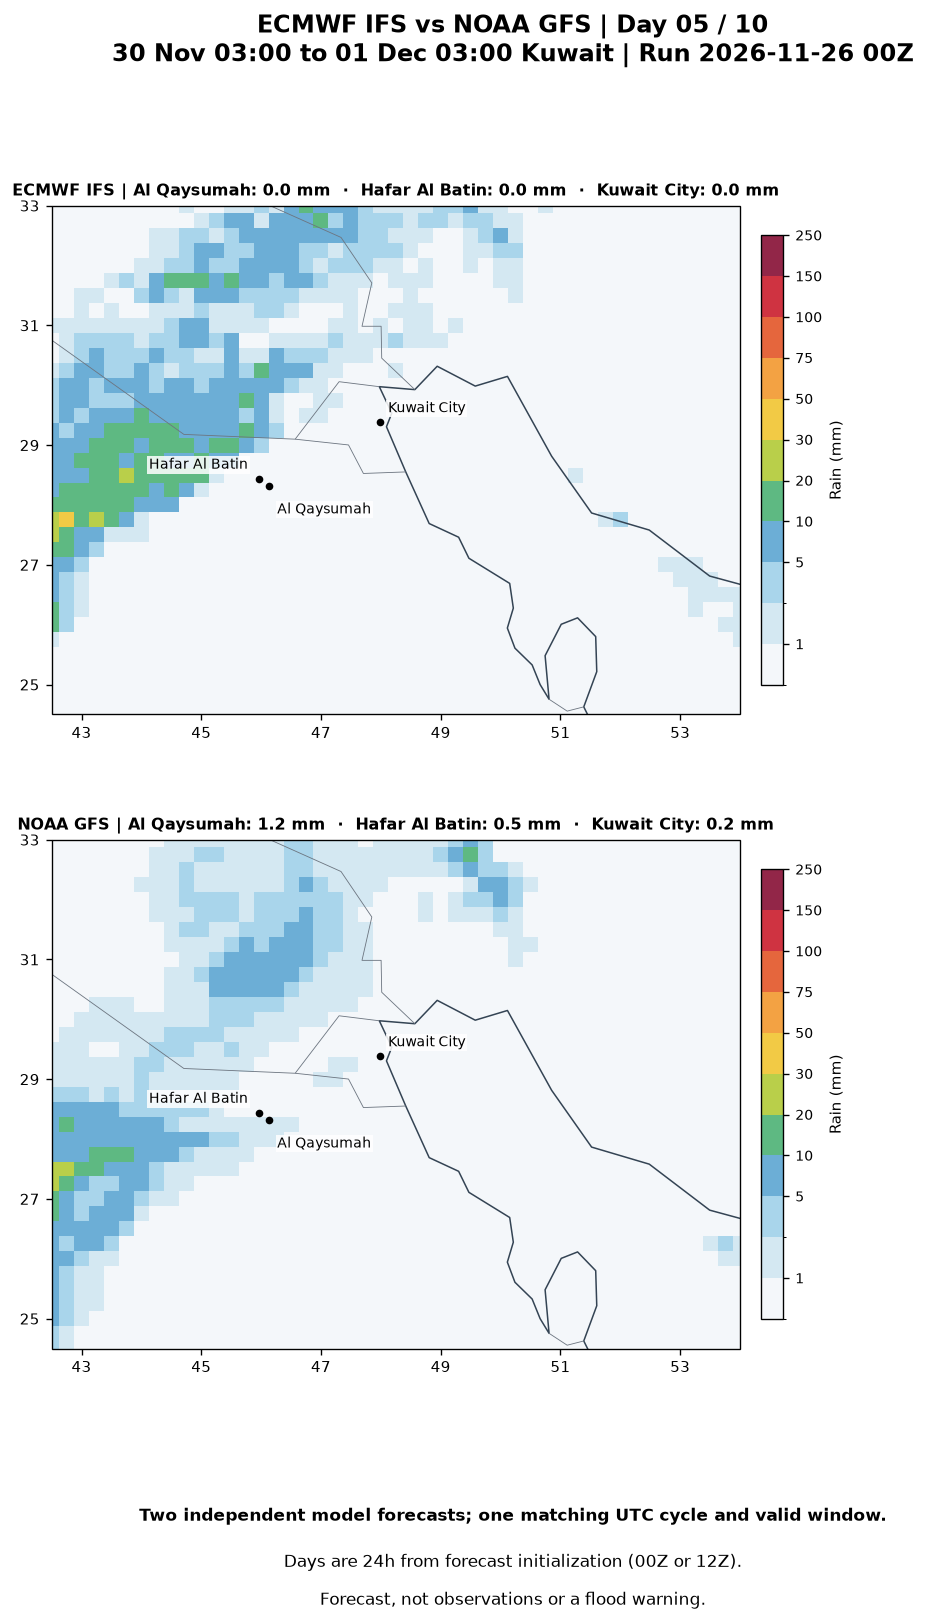 ECMWF IFS vs NOAA GFS | Day 05 / 10
30 Nov 03:00 to 01 Dec 03:00 Kuwait | Run 2026-11-26 00Z
ECMWF IFS | Al Qaysumah: 0.0 mm · Hafar Al Batin: 0.0 mm · Kuwait City: 0.0 mm
33
31
29
27
25
43 45 47 49 51 53
Kuwait City
Hafar Al Batin
Al Qaysumah
250
150
100
75
50
30
20
10
5
1
Rain (mm)
NOAA GFS | Al Qaysumah: 1.2 mm · Hafar Al Batin: 0.5 mm · Kuwait City: 0.2 mm
33
31
29
27
25
43 45 47 49 51 53
Kuwait City
Hafar Al Batin
Al Qaysumah
250
150
100
75
50
30
20
10
5
1
Rain (mm)
Two independent model forecasts; one matching UTC cycle and valid window.
Days are 24h from forecast initialization (00Z or 12Z).
Forecast, not observations or a flood warning.